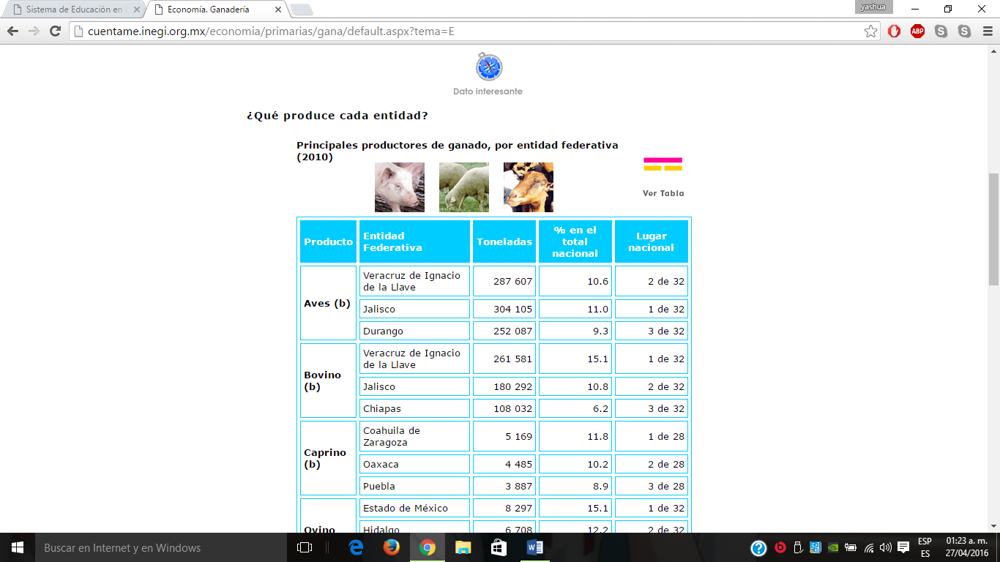 Sistema de Educación en
Economía. Ganadería
yashua
cuentame.inegi.org.mx/economia/primarias/gana/default.aspx?tema=E
ABP
Dato interesante
¿Qué produce cada entidad?
Principales productores de ganado, por entidad federativa
(2010)
Ver Tabla
Producto Entidad Federativa Toneladas % en el total nacional Lugar nacional
Aves (b)
Veracruz de Ignacio de la Llave 287 607 10.6 2 de 32
Jalisco 304 105 11.0 1 de 32
Durango 252 087 9.3 3 de 32
Bovino (b)
Veracruz de Ignacio de la Llave 261 581 15.1 1 de 32
Jalisco 180 292 10.8 2 de 32
Chiapas 108 032 6.2 3 de 32
Caprino (b)
Coahuila de Zaragoza 5 169 11.8 1 de 28
Oaxaca 4 485 10.2 2 de 28
Puebla 3 887 8.9 3 de 28
Ovino
Estado de México 8 297 15.1 1 de 32
Hidalgo 6 708 12.2 2 de 32
Buscar en Internet y en Windows
ESP
ES
01:23 a. m.
27/04/2016